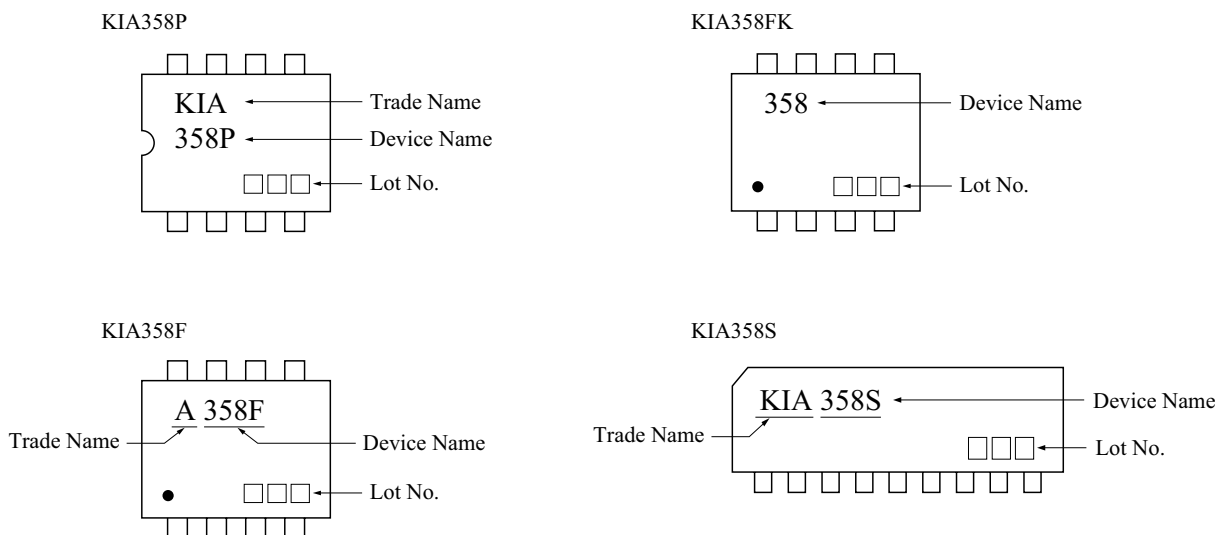 KIA358P
KIA
Trade Name
358P
Device Name
Lot No.
KIA358FK
358
Device Name
Lot No.
KIA358F
A 358F
Trade Name
Device Name
Lot No.
KIA358S
KIA 358S
Device Name
Trade Name
Lot No.